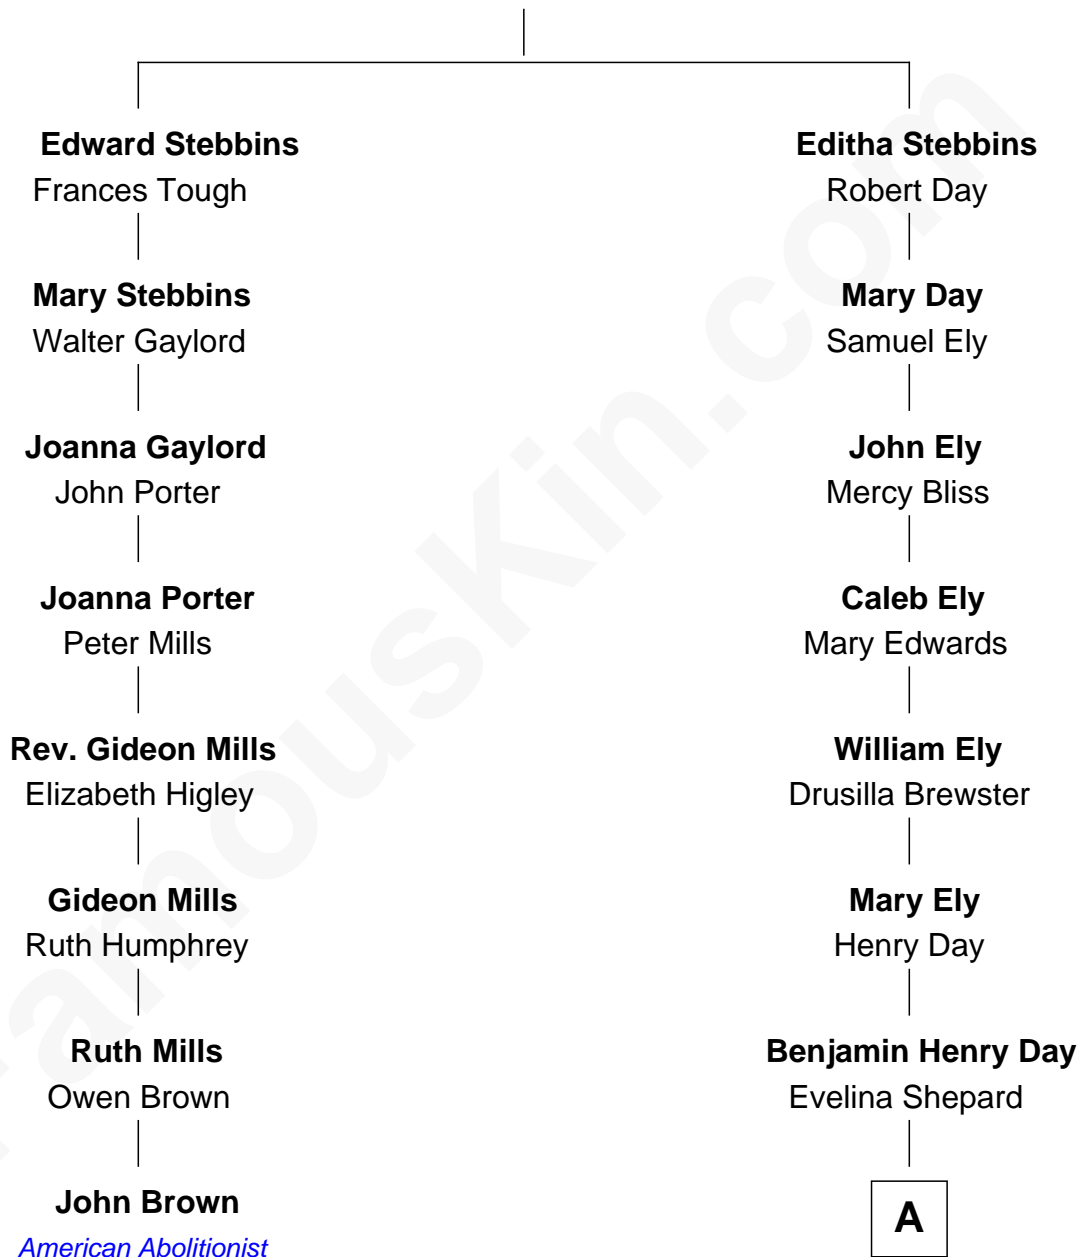 Edward Stebbins
Frances Tough
Editha Stebbins
Robert Day
Mary Stebbins
Walter Gaylord
Mary Day
Samuel Ely
Joanna Gaylord
John Porter
John Ely
Mercy Bliss
Joanna Porter
Peter Mills
Caleb Ely
Mary Edwards
Rev. Gideon Mills
Elizabeth Higley
William Ely
Drusilla Brewster
Gideon Mills
Ruth Humphrey
Mary Ely
Henry Day
Ruth Mills
Owen Brown
Benjamin Henry Day
Evelina Shepard
John Brown
American Abolitionist
A
FamousKin.com